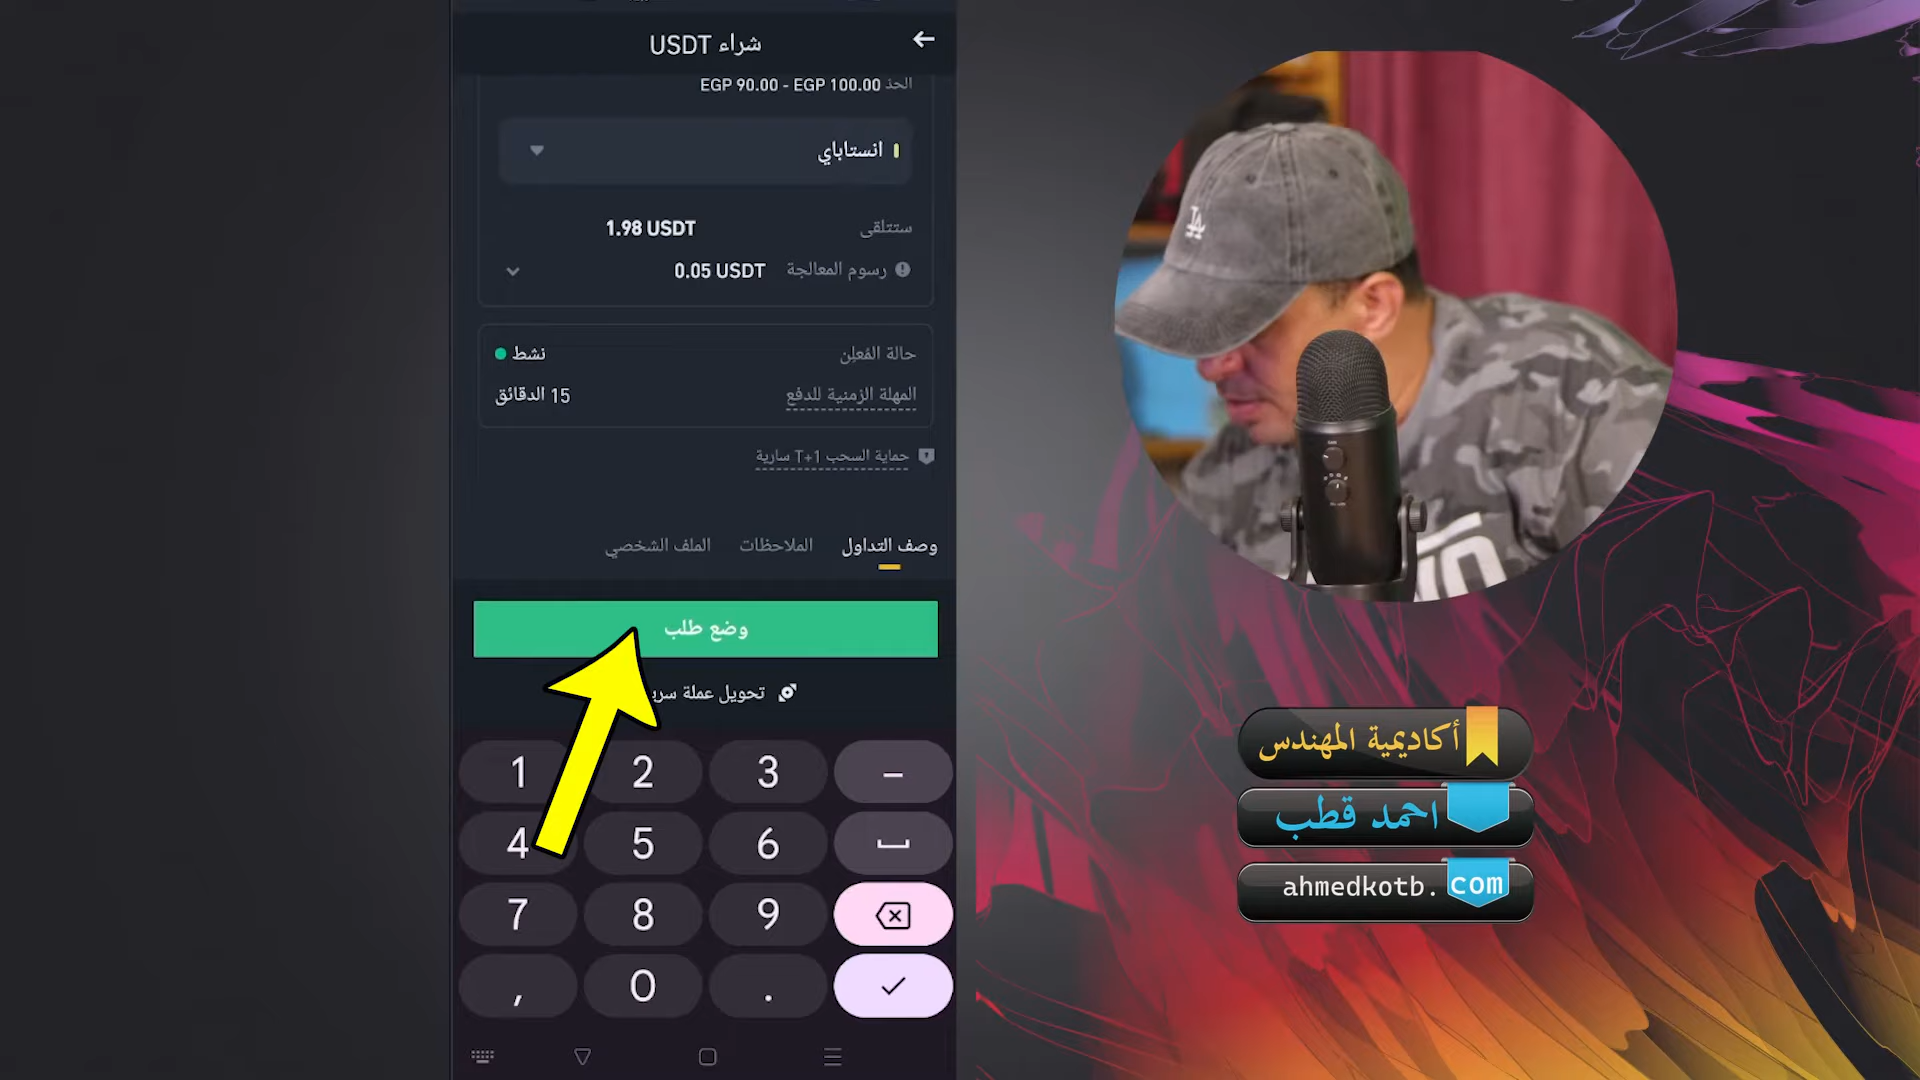 شراء USDT
الحدّ EGP 90.00 - EGP 100.00
انستاباي
ستتلقى 1.98 USDT
رسوم المعالجة 0.05 USDT
حالة المُعلِن نشط
المهلة الزمنية للدفع 15 الدقائق
حماية السحب T+1 سارية
وصف التداول الملاحظات الملف الشخصي
وضع طلب
تحويل عملة
1 2 3 –
4 5 6
7 8 9
, 0 .
أكاديمية المهندس
احمد قطب
ahmedkotb.com